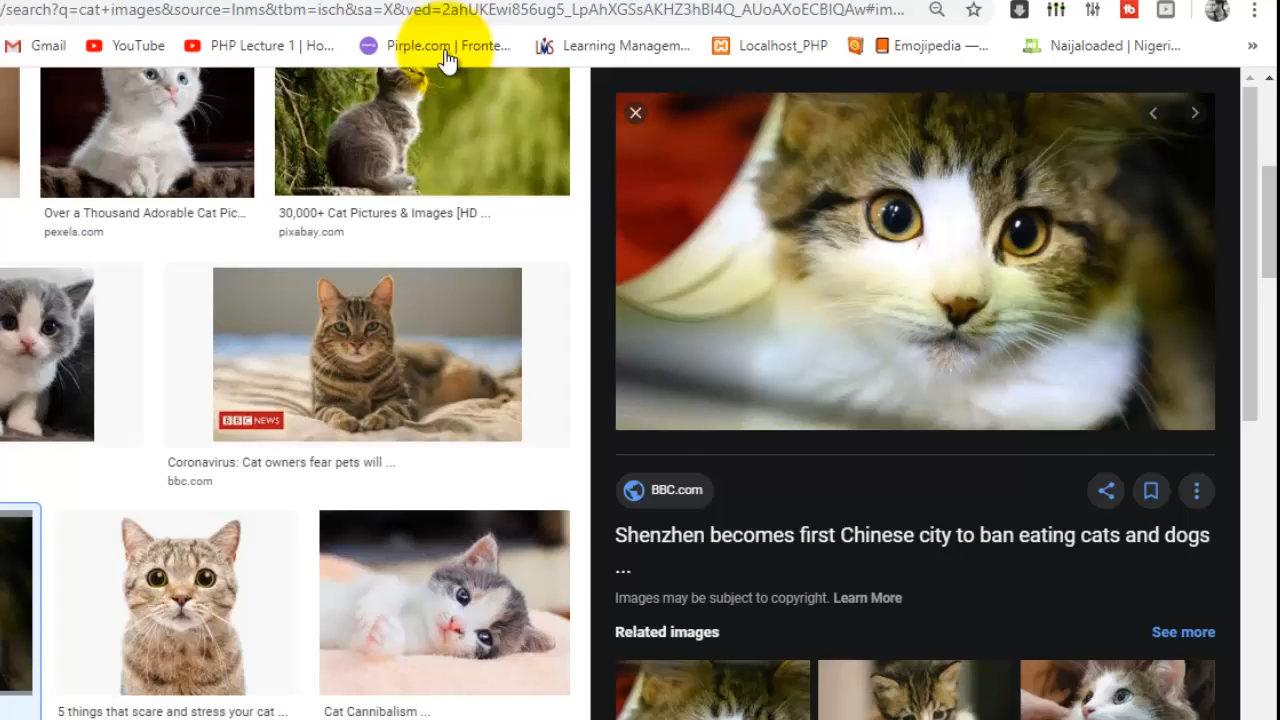 /search?q=cat+images&source=lnms&tbm=isch&sa=X&ved=2ahUKEwi856ug5_LpAhXGSsAKHZ3hBI4Q_AUoAXoECBIQAw#im...
Gmail YouTube PHP Lecture 1 | Ho... Pirple.com | Fronte... Learning Managem... Localhost_PHP Emojipedia —... Naijaloaded | Nigeri... »
Over a Thousand Adorable Cat Pic...
pexels.com
30,000+ Cat Pictures & Images [HD ...
pixabay.com
BBC NEWS
Coronavirus: Cat owners fear pets will ...
bbc.com
5 things that scare and stress your cat ...
Cat Cannibalism ...
BBC.com
Shenzhen becomes first Chinese city to ban eating cats and dogs
...
Images may be subject to copyright. Learn More
Related images
See more